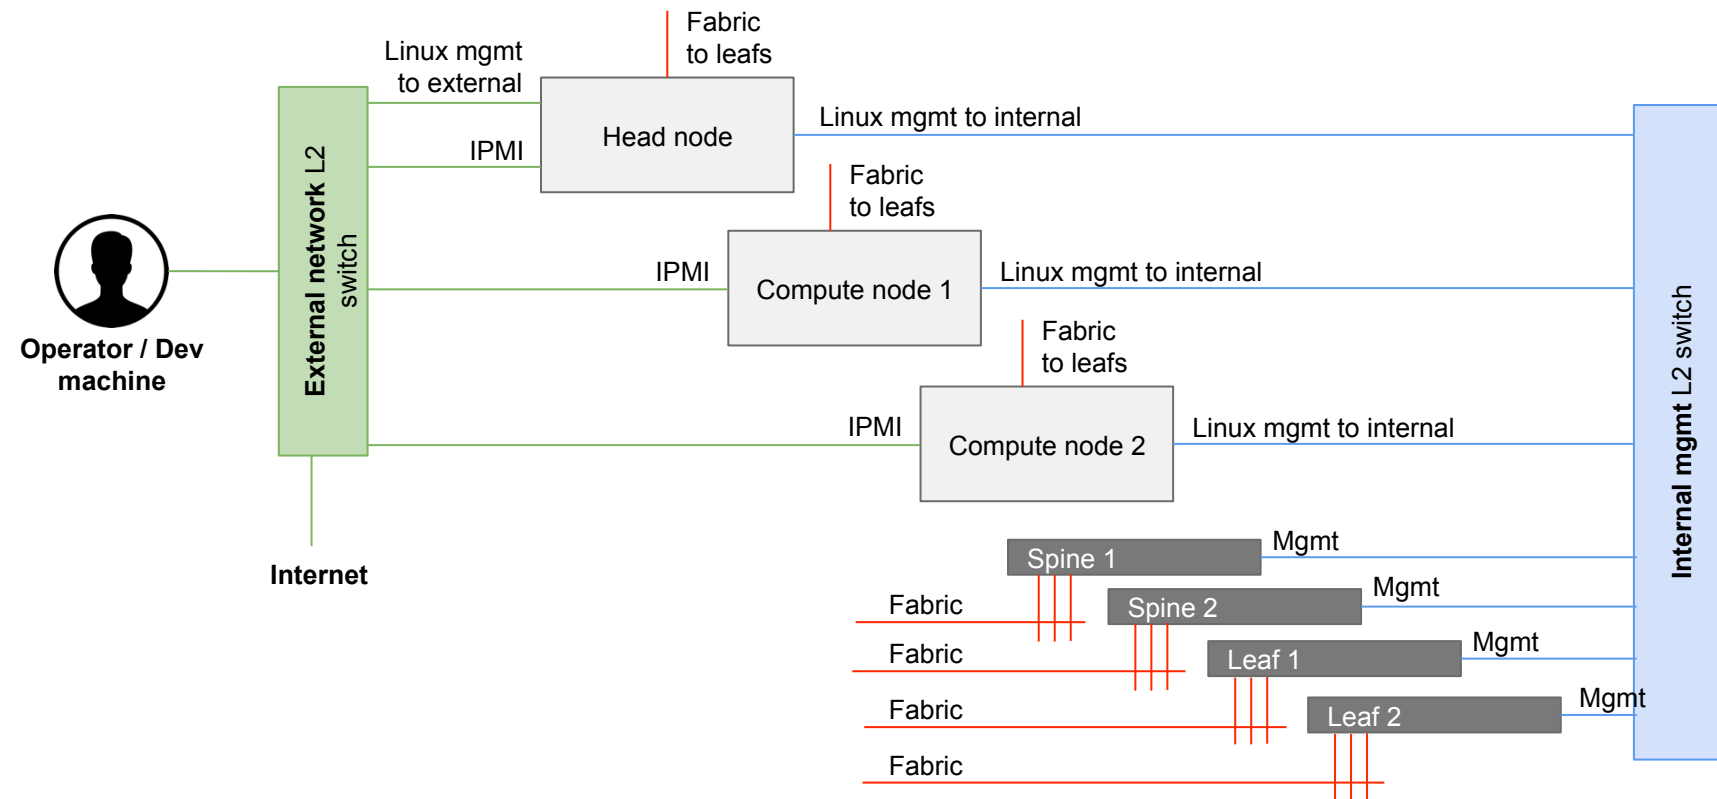 Fabric
to leafs
Linux mgmt
to external
Head node
Linux mgmt to internal
IPMI
Fabric
to leafs
External network L2
switch
Operator / Dev
machine
IPMI
Compute node 1
Linux mgmt to internal
Fabric
to leafs
IPMI
Compute node 2
Linux mgmt to internal
Internal mgmt L2 switch
Internet
Spine 1
Mgmt
Fabric
Spine 2
Mgmt
Fabric
Leaf 1
Mgmt
Fabric
Leaf 2
Mgmt
Fabric